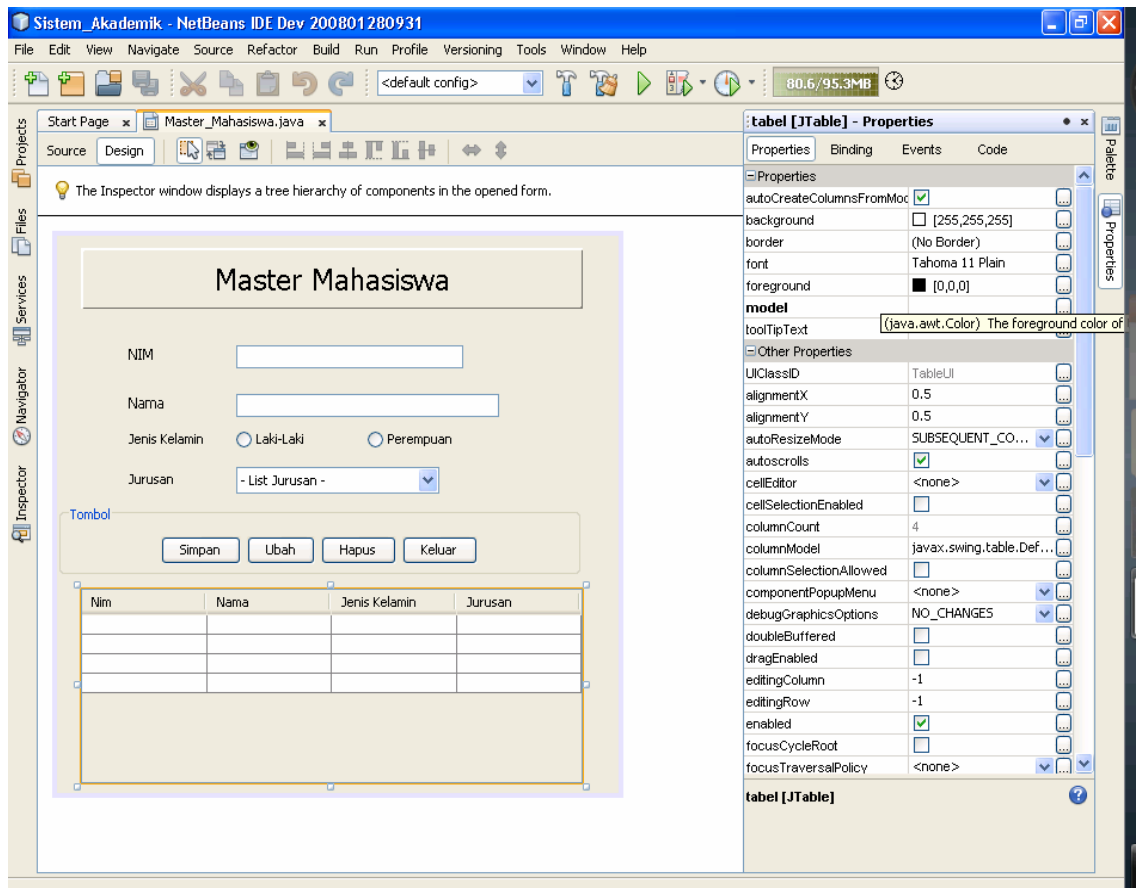 Sistem_Akademik - NetBeans IDE Dev 200801280931
File Edit View Navigate Source Refactor Build Run Profile Versioning Tools Window Help
<default config>
80.6/95.3MB
Start Page x Master_Mahasiswa.java x
Source Design
The Inspector window displays a tree hierarchy of components in the opened form.
Projects
Files
Services
Navigator
Inspector
Master Mahasiswa
NIM
Nama
Jenis Kelamin Laki-Laki Perempuan
Jurusan - List Jurusan -
Tombol
Simpan Ubah Hapus Keluar
Nim Nama Jenis Kelamin Jurusan
tabel [JTable] - Properties
Properties Binding Events Code
Properties
autoCreateColumnsFromMoc
background [255,255,255]
border (No Border)
font Tahoma 11 Plain
foreground [0,0,0]
model
(java.awt.Color) The foreground color of
toolTipText
Other Properties
UIClassID TableUI
alignmentX 0.5
alignmentY 0.5
autoResizeMode SUBSEQUENT_CO...
autoscrolls
cellEditor <none>
cellSelectionEnabled
columnCount 4
columnModel javax.swing.table.Def...
columnSelectionAllowed
componentPopupMenu <none>
debugGraphicsOptions NO_CHANGES
doubleBuffered
dragEnabled
editingColumn -1
editingRow -1
enabled
focusCycleRoot
focusTraversalPolicy <none>
tabel [JTable]
Palette
Properties